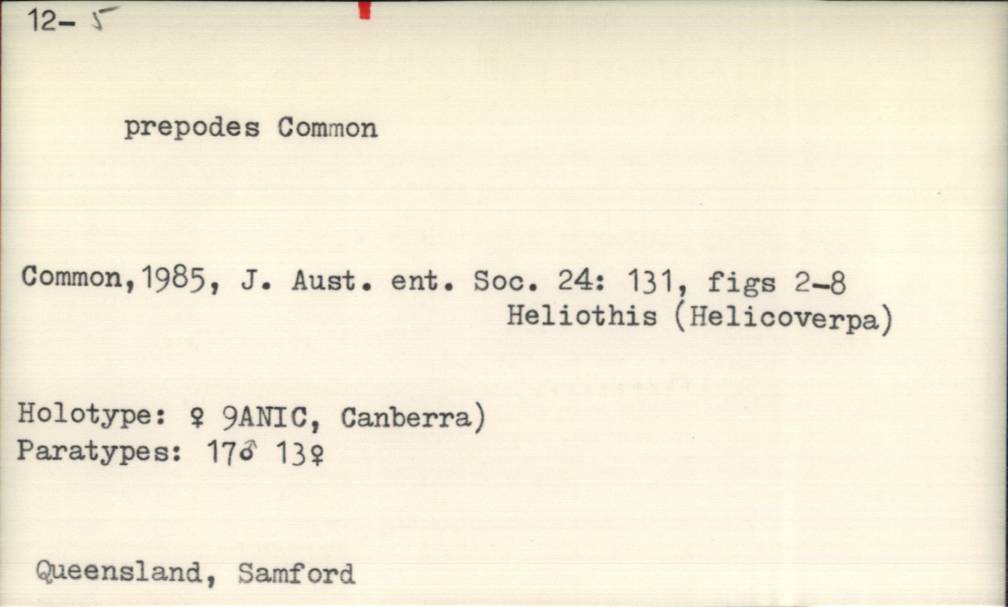 12- 5
prepodes Common
Common,1985, J. Aust. ent. Soc. 24: 131, figs 2-8
Heliothis (Helicoverpa)
Holotype: ♀ 9ANIC, Canberra)
Paratypes: 17♂ 13♀
Queensland, Samford